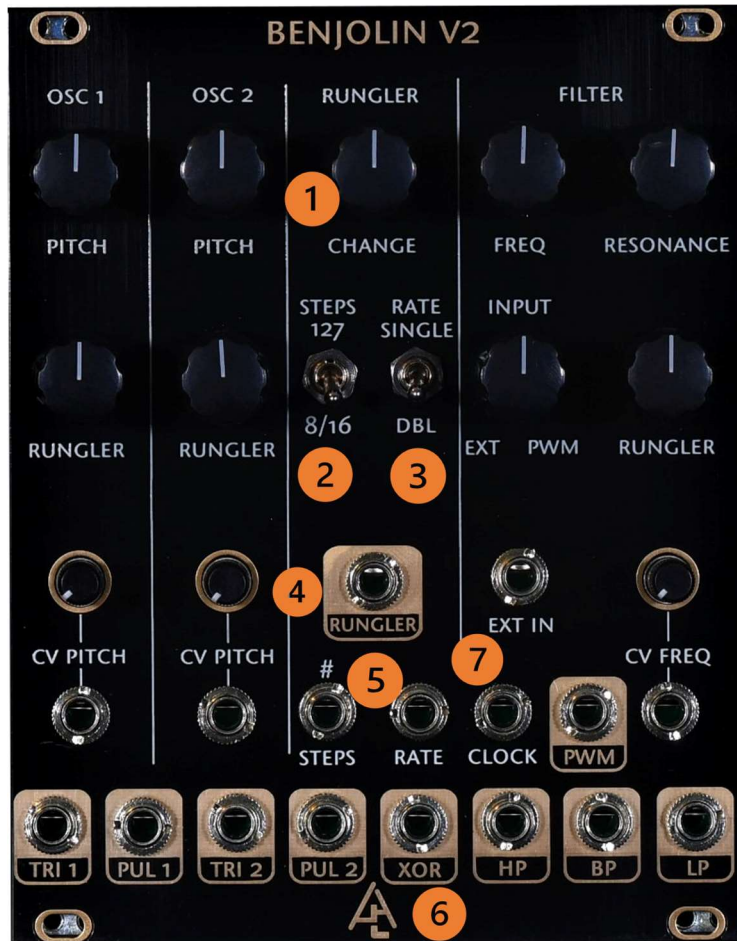 BENJOLIN V2
OSC 1 OSC 2 RUNGLER FILTER
1
PITCH PITCH CHANGE FREQ RESONANCE
STEPS RATE INPUT
127 SINGLE
8/16 DBL
RUNGLER RUNGLER EXT PWM RUNGLER
2 3
4
RUNGLER EXT IN
CV PITCH CV PITCH # 5 7 CV FREQ
STEPS RATE CLOCK PWM
TRI 1 PUL 1 TRI 2 PUL 2 XOR HP BP LP
6